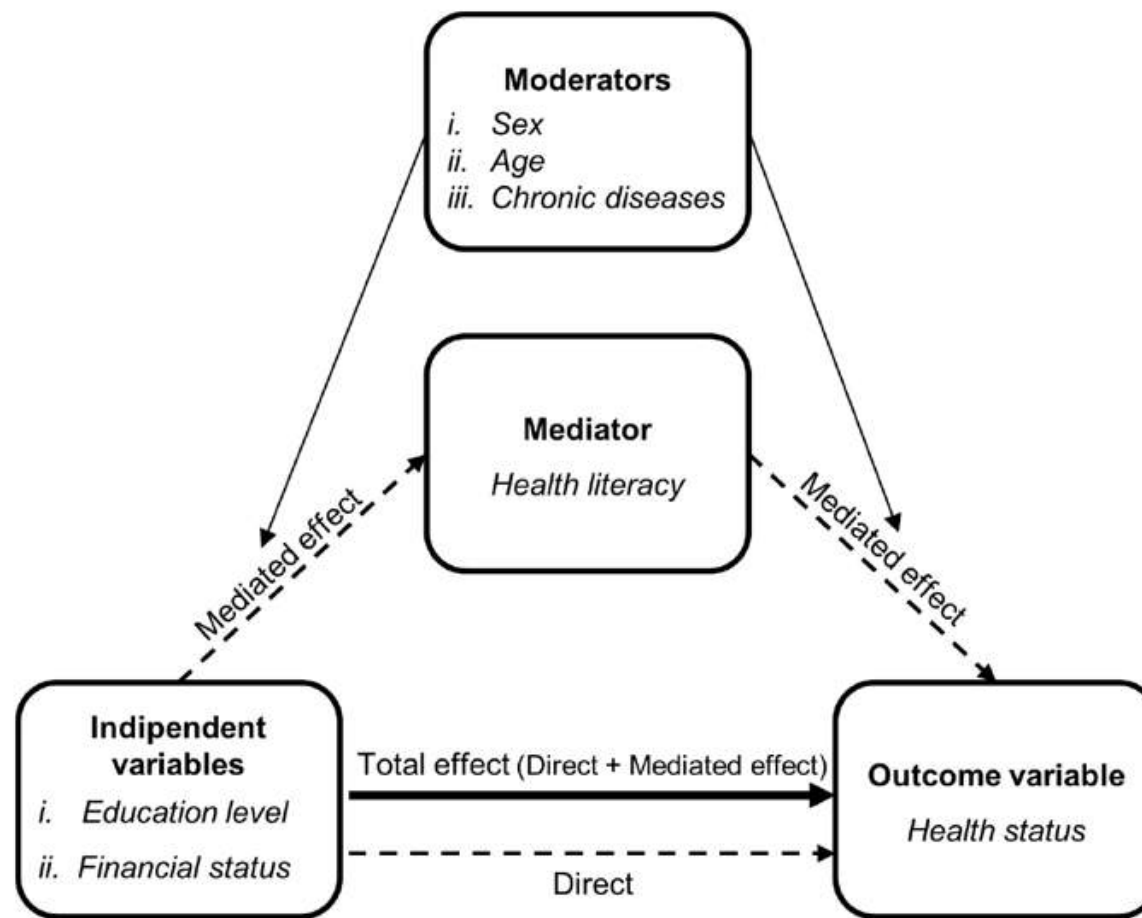 Moderators
i. Sex
ii. Age
iii. Chronic diseases
Mediator
Health literacy
Mediated effect
Mediated effect
Indipendent
variables
i. Education level
ii. Financial status
Total effect (Direct + Mediated effect)
Direct
Outcome variable
Health status